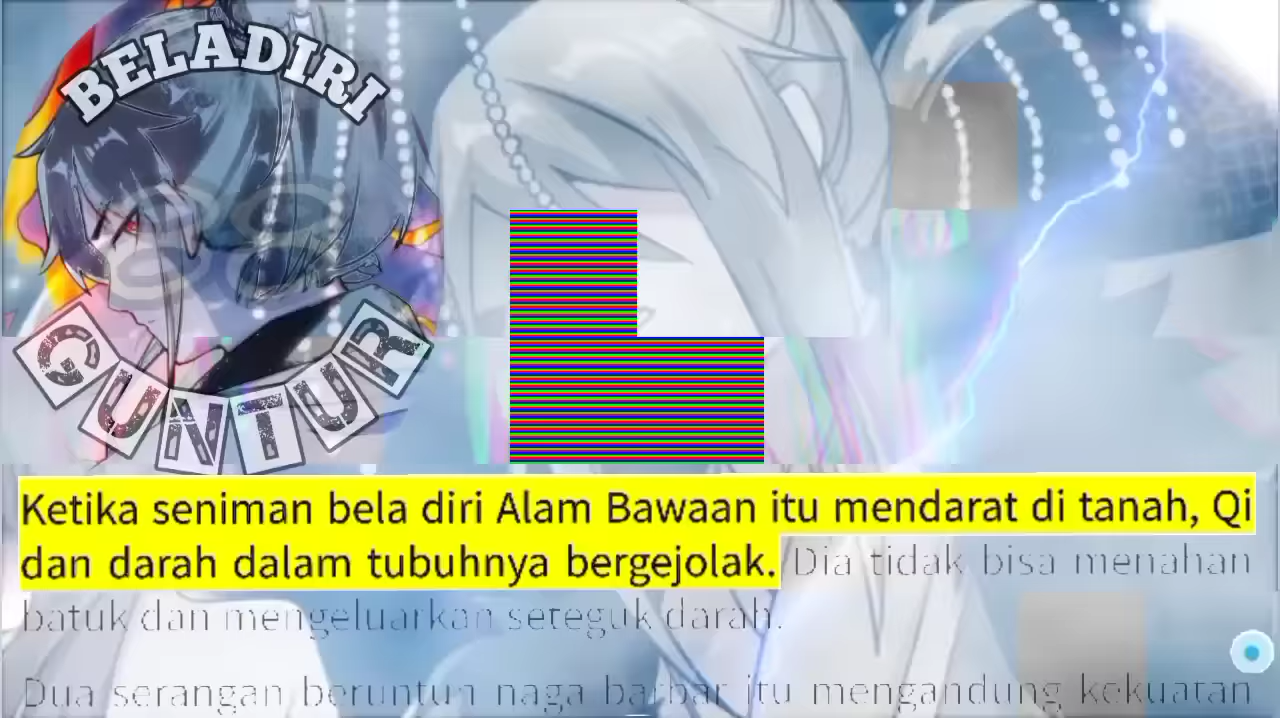 BELADIRI
GUNTUR
Ketika seniman bela diri Alam Bawaan itu mendarat di tanah, Qi
dan darah dalam tubuhnya bergejolak. Dia tidak bisa menahan
batuk dan mengeluarkan seteguk darah.
Dua serangan beruntun naga barbar itu mengandung kekuatan